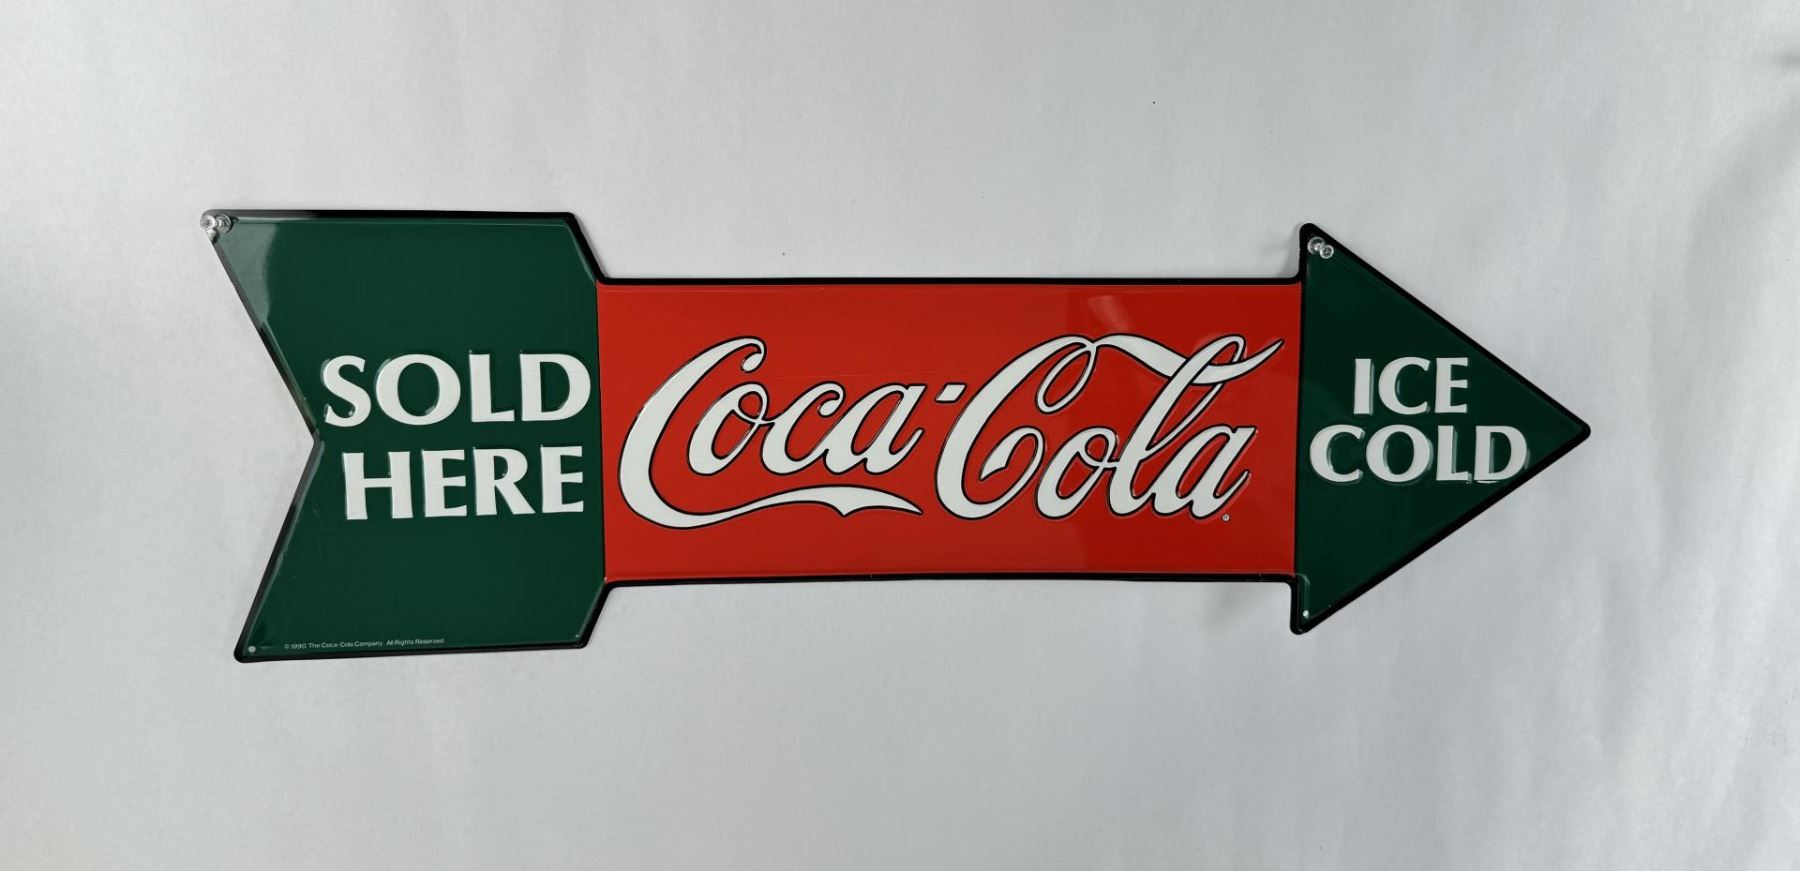 SOLD
HERE
Coca-Cola®
ICE
COLD
© 1990 The Coca-Cola Company. All Rights Reserved.